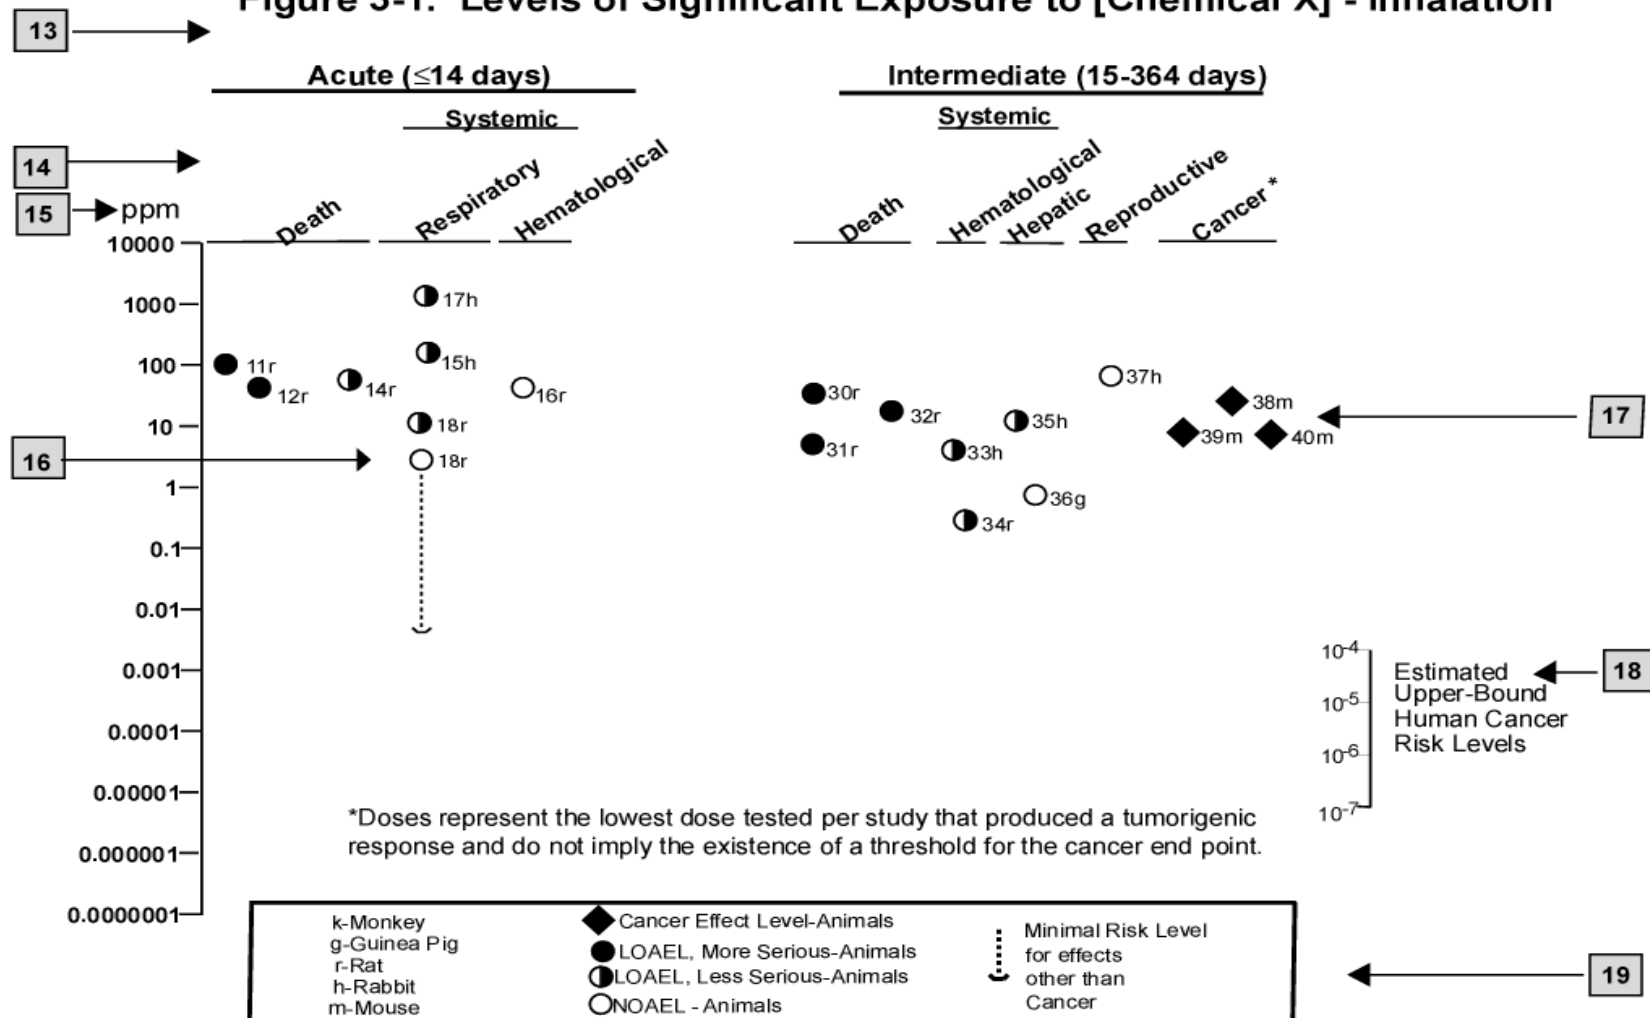 Figure 3-1. Levels of Significant Exposure to [Chemical X] - Inhalation
13
Acute (≤14 days)
Intermediate (15-364 days)
Systemic
Systemic
14
15
ppm
Death
Respiratory
Hematological
Death
Hematological
Hepatic
Reproductive
Cancer *
10000
1000
100
10
1
0.1
0.01
0.001
0.0001
0.00001
0.000001
0.0000001
17h
15h
11r
12r
14r
16r
18r
18r
16
30r
32r
31r
33h
34r
35h
36g
37h
38m
39m
40m
17
10-4
10-5
10-6
10-7
Estimated
Upper-Bound
Human Cancer
Risk Levels
18
*Doses represent the lowest dose tested per study that produced a tumorigenic
response and do not imply the existence of a threshold for the cancer end point.
k-Monkey
g-Guinea Pig
r-Rat
h-Rabbit
m-Mouse
Cancer Effect Level-Animals
LOAEL, More Serious-Animals
LOAEL, Less Serious-Animals
NOAEL - Animals
Minimal Risk Level
for effects
other than
Cancer
19